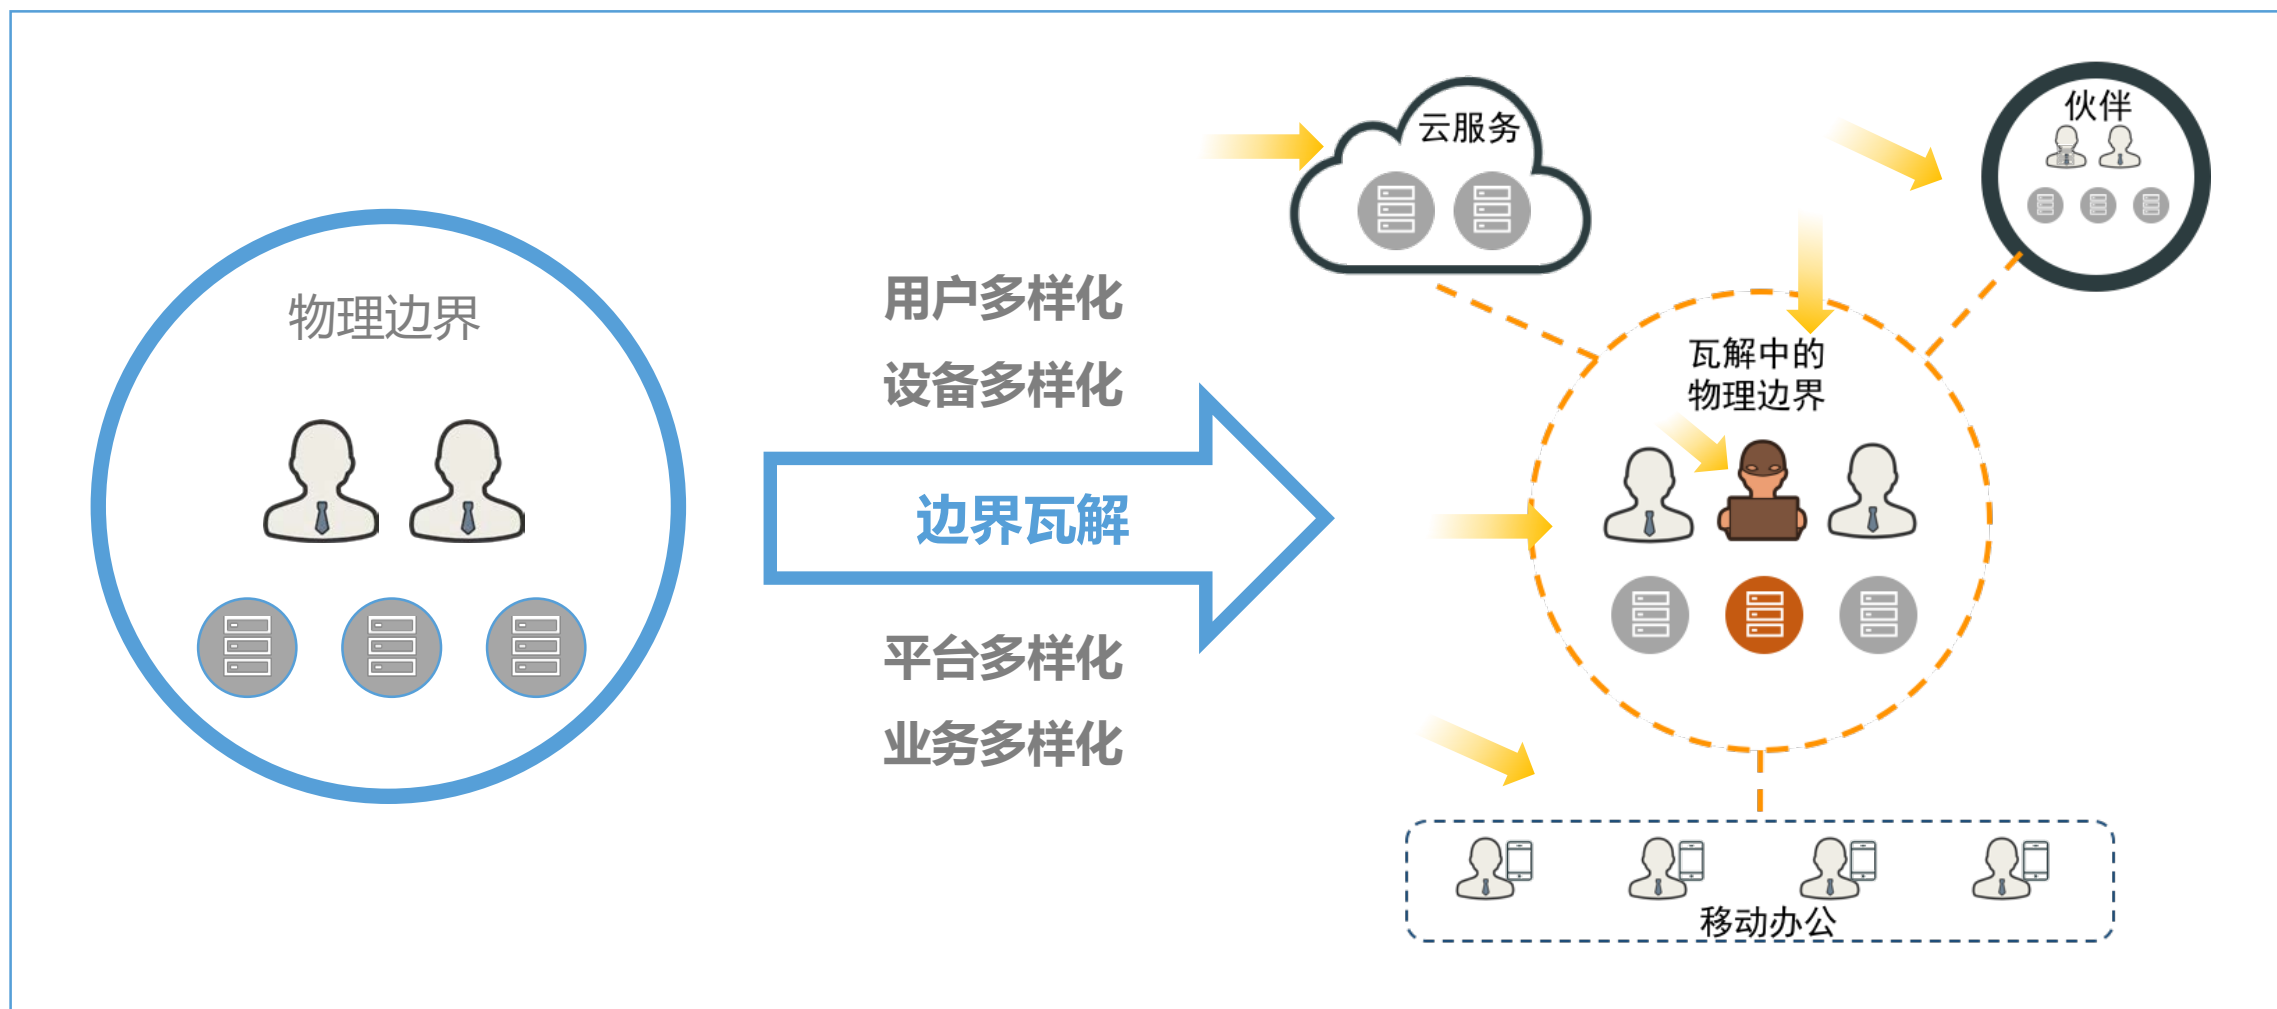 物理边界
用户多样化
设备多样化
边界瓦解
平台多样化
业务多样化
云服务
伙伴
瓦解中的
物理边界
移动办公